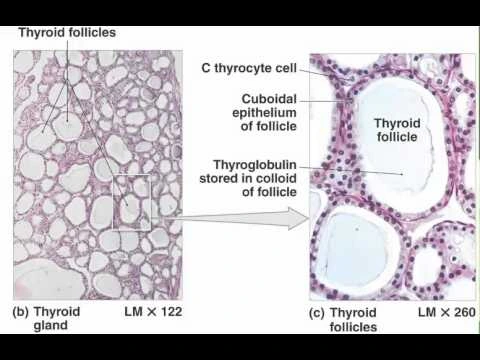 Thyroid follicles
C thyrocyte cell
Cuboidal
epithelium
of follicle
Thyroglobulin
stored in colloid
of follicle
Thyroid
follicle
(b) Thyroid
gland
LM × 122
(c) Thyroid
follicles
LM × 260